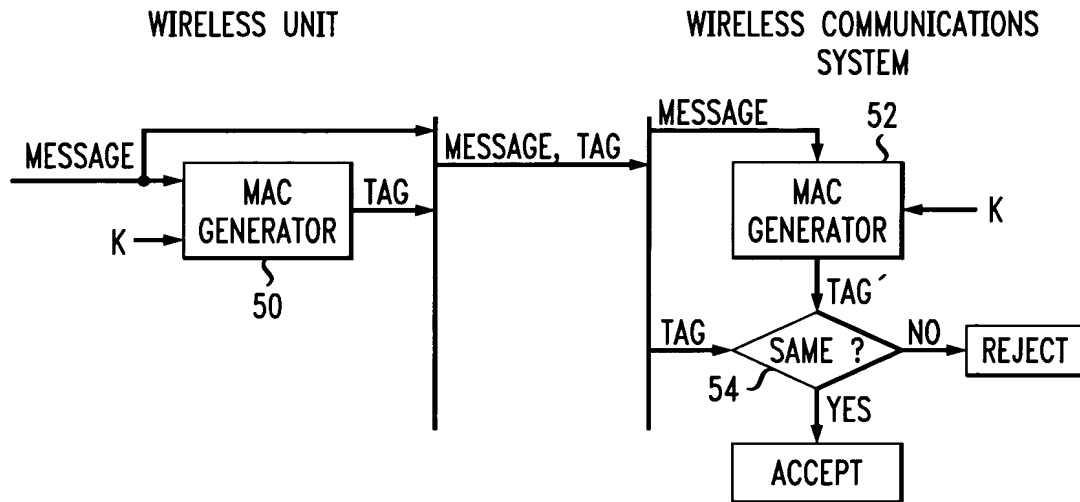 WIRELESS UNIT
WIRELESS COMMUNICATIONS
SYSTEM
MESSAGE
K
MAC
GENERATOR
50
TAG
MESSAGE, TAG
MESSAGE
52
MAC
GENERATOR
K
TAG´
TAG
SAME ?
54
NO
REJECT
YES
ACCEPT